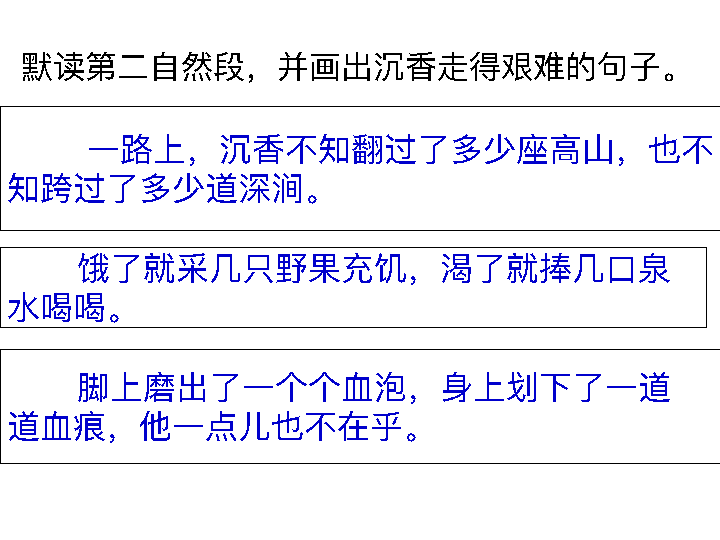 默读第二自然段，并画出沉香走得艰难的句子。
一路上，沉香不知翻过了多少座高山，也不
知跨过了多少道深涧。
饿了就采几只野果充饥，渴了就捧几口泉
水喝喝。
脚上磨出了一个个血泡，身上划下了一道
道血痕，他一点儿也不在乎。